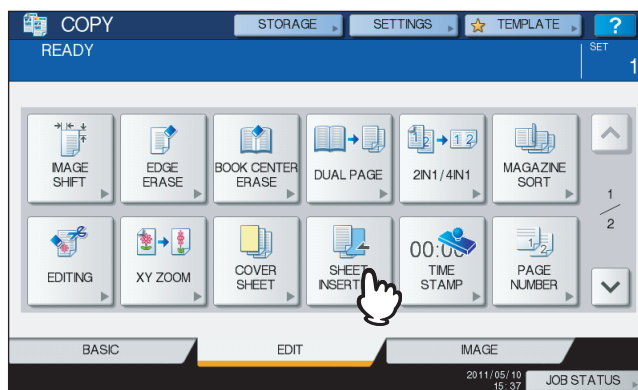 COPY
STORAGE
SETTINGS
TEMPLATE
?
READY
SET
1
IMAGE
SHIFT
EDGE
ERASE
BOOK CENTER
ERASE
DUAL PAGE
2IN1/4IN1
MAGAZINE
SORT
1
2
EDITING
XY ZOOM
COVER
SHEET
SHEET
INSERT
00:00
TIME
STAMP
PAGE
NUMBER
BASIC
EDIT
IMAGE
2011/05/10
15:37
JOB STATUS